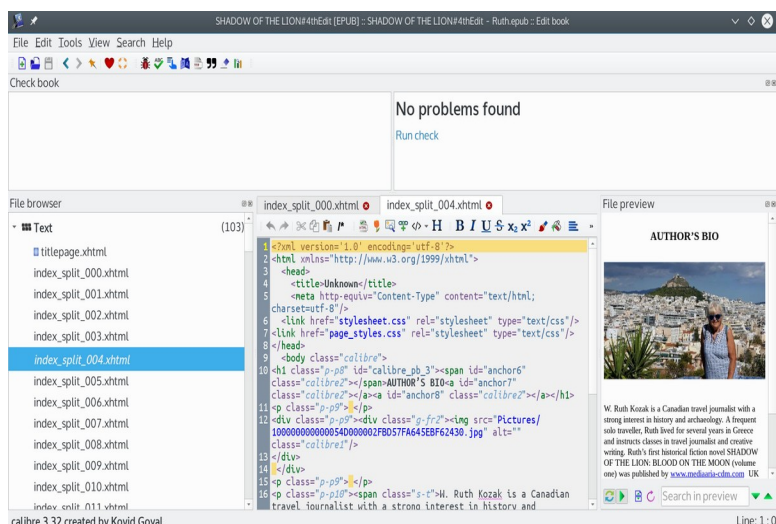 SHADOW OF THE LION#4thEdit [EPUB] :: SHADOW OF THE LION#4thEdit – Ruth.epub :: Edit book
File Edit Tools View Search Help
Check book
No problems found
Run check
File browser
Text (103)
titlepage.xhtml
index_split_000.xhtml
index_split_001.xhtml
index_split_002.xhtml
index_split_003.xhtml
index_split_004.xhtml
index_split_005.xhtml
index_split_006.xhtml
index_split_007.xhtml
index_split_008.xhtml
index_split_009.xhtml
index_split_010.xhtml
index_split_011.xhtml
index_split_000.xhtml index_split_004.xhtml
H B I U S x₂ x² »
1 <?xml version='1.0' encoding='utf-8'?>
2 <html xmlns="http://www.w3.org/1999/xhtml">
3 <head>
4 <title>Unknown</title>
5 <meta http-equiv="Content-Type" content="text/html;
charset=utf-8"/>
6 <link href="stylesheet.css" rel="stylesheet" type="text/css"/>
7 <link href="page_styles.css" rel="stylesheet" type="text/css"/>
8 </head>
9 <body class="calibre">
10 <h1 class="p-p8" id="calibre_pb_3"><span id="anchor6"
class="calibre2"></span>AUTHOR'S BIO<a id="anchor7"
class="calibre2"></a><a id="anchor8" class="calibre2"></a></h1>
11 <p class="p-p9"> </p>
12 <div class="p-p9"><div class="g-fr2"><img src="Pictures/
100000000000054D000002FBD57FA645EBF62430.jpg" alt=""
class="calibre1"/>
13 </div>
14 </div>
15 <p class="p-p9"> </p>
16 <p class="p-p10"><span class="s-t">W. Ruth Kozak is a Canadian
travel journalist with a strong interest in history and
File preview
AUTHOR'S BIO
W. Ruth Kozak is a Canadian travel journalist with a
strong interest in history and archaeology. A frequent
solo traveller, Ruth lived for several years in Greece
and instructs classes in travel journalist and creative
writing. Ruth's first historical fiction novel SHADOW
OF THE LION: BLOOD ON THE MOON (volume
one) was published by www.mediaaria-cdm.com UK
Search in preview
calibre 3.32 created by Kovid Goyal
Line: 1 : 0